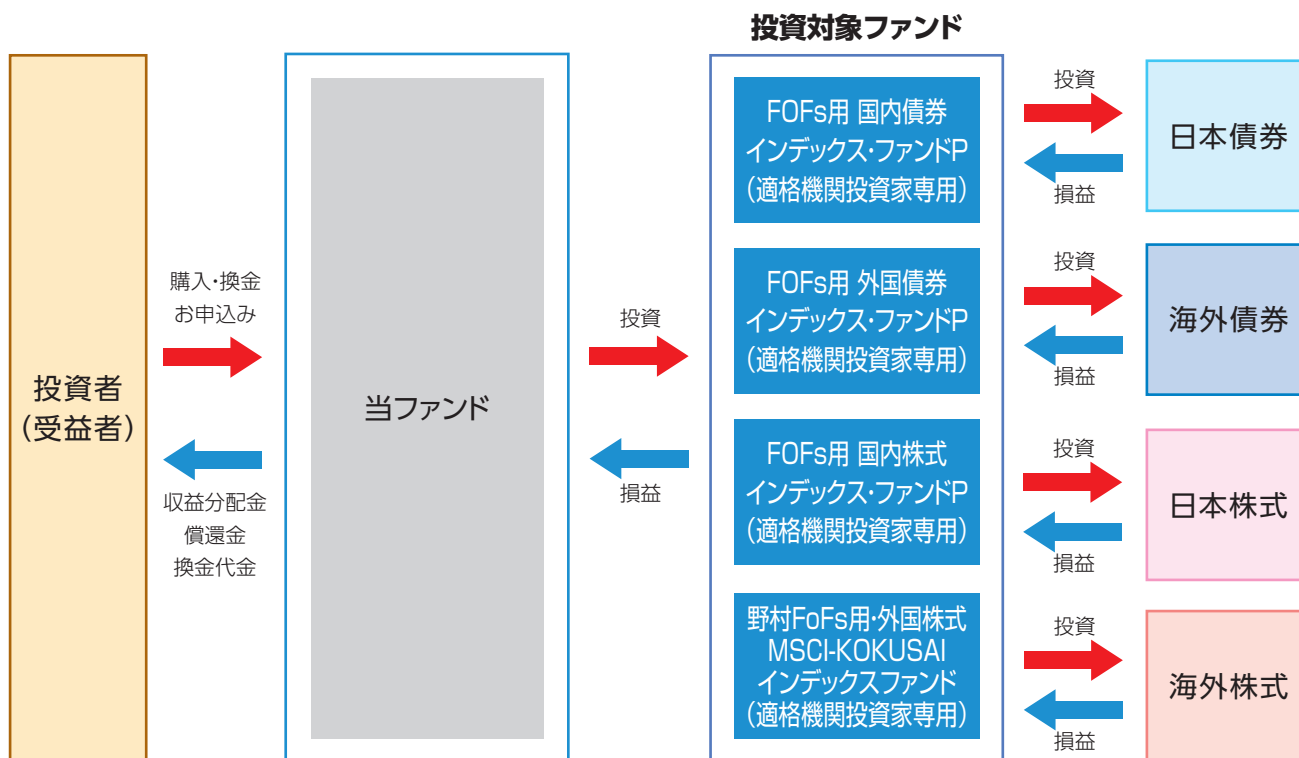 投資対象ファンド
投資者
(受益者)
購入・換金
お申込み
収益分配金
償還金
換金代金
当ファンド
投資
損益
FOFs用 国内債券
インデックス・ファンドP
(適格機関投資家専用)
投資
損益
日本債券
FOFs用 外国債券
インデックス・ファンドP
(適格機関投資家専用)
投資
損益
海外債券
FOFs用 国内株式
インデックス・ファンドP
(適格機関投資家専用)
投資
損益
日本株式
野村FoFs用・外国株式
MSCI-KOKUSAI
インデックスファンド
(適格機関投資家専用)
投資
損益
海外株式